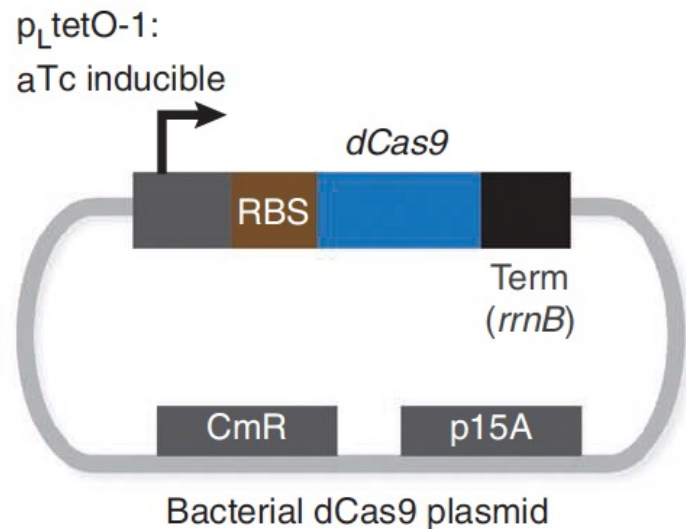 pLtetO-1:
aTc inducible
dCas9
RBS
Term
(rrnB)
CmR
p15A
Bacterial dCas9 plasmid